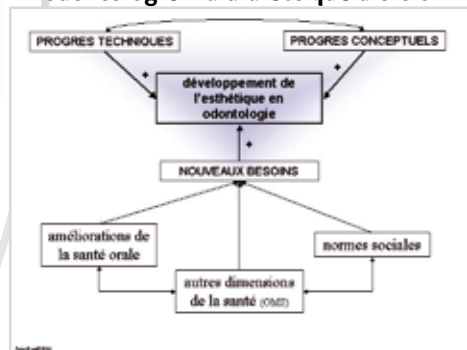 PROGRES TECHNIQUES
PROGRES CONCEPTUELS
+
+
développement de
l'esthétique en
odontologie
+
NOUVEAUX BESOINS
améliorations de
la santé orale
normes sociales
autres dimensions
de la santé (OMS)